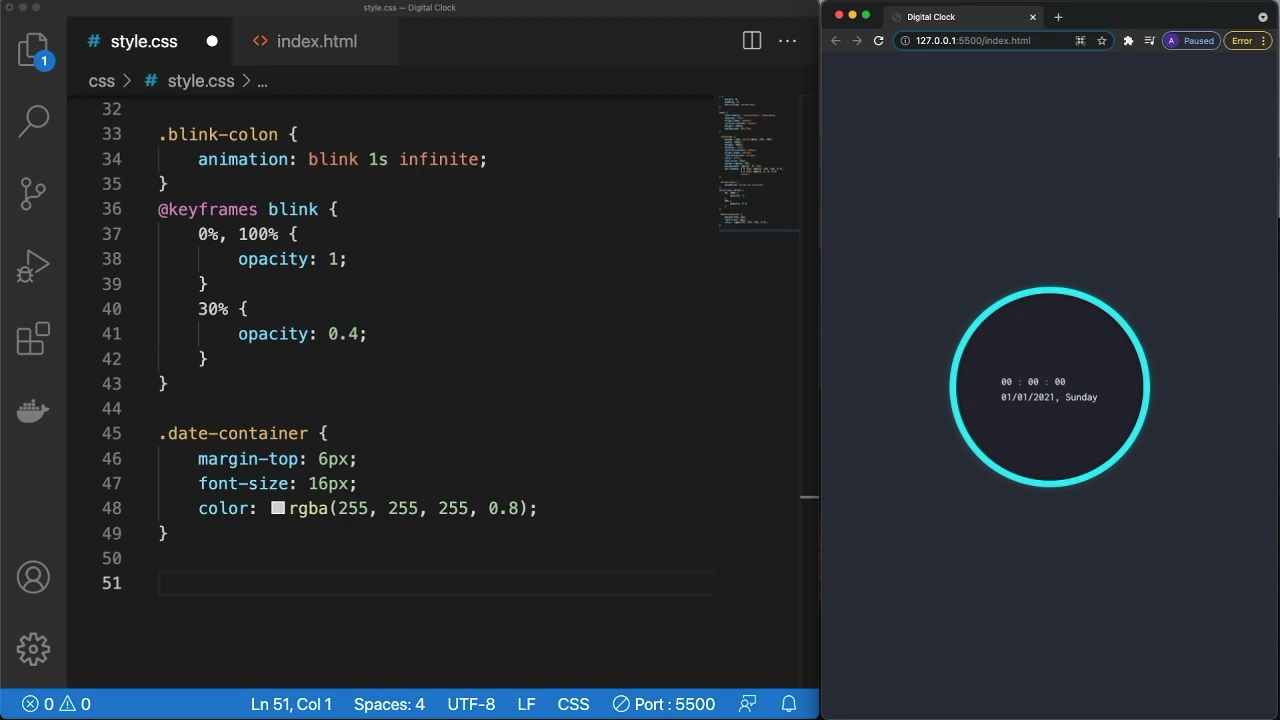 style.css — Digital Clock
# style.css
<> index.html
1
css > # style.css > ...
32
33 .blink-colon {
34 animation: blink 1s infinite;
35 }
36 @keyframes blink {
37 0%, 100% {
38 opacity: 1;
39 }
40 30% {
41 opacity: 0.4;
42 }
43 }
44
45 .date-container {
46 margin-top: 6px;
47 font-size: 16px;
48 color: rgba(255, 255, 255, 0.8);
49 }
50
51
0 0 Ln 51, Col 1 Spaces: 4 UTF-8 LF CSS Port : 5500
Digital Clock
127.0.0.1:5500/index.html
A Paused
Error
00 : 00 : 00
01/01/2021, Sunday